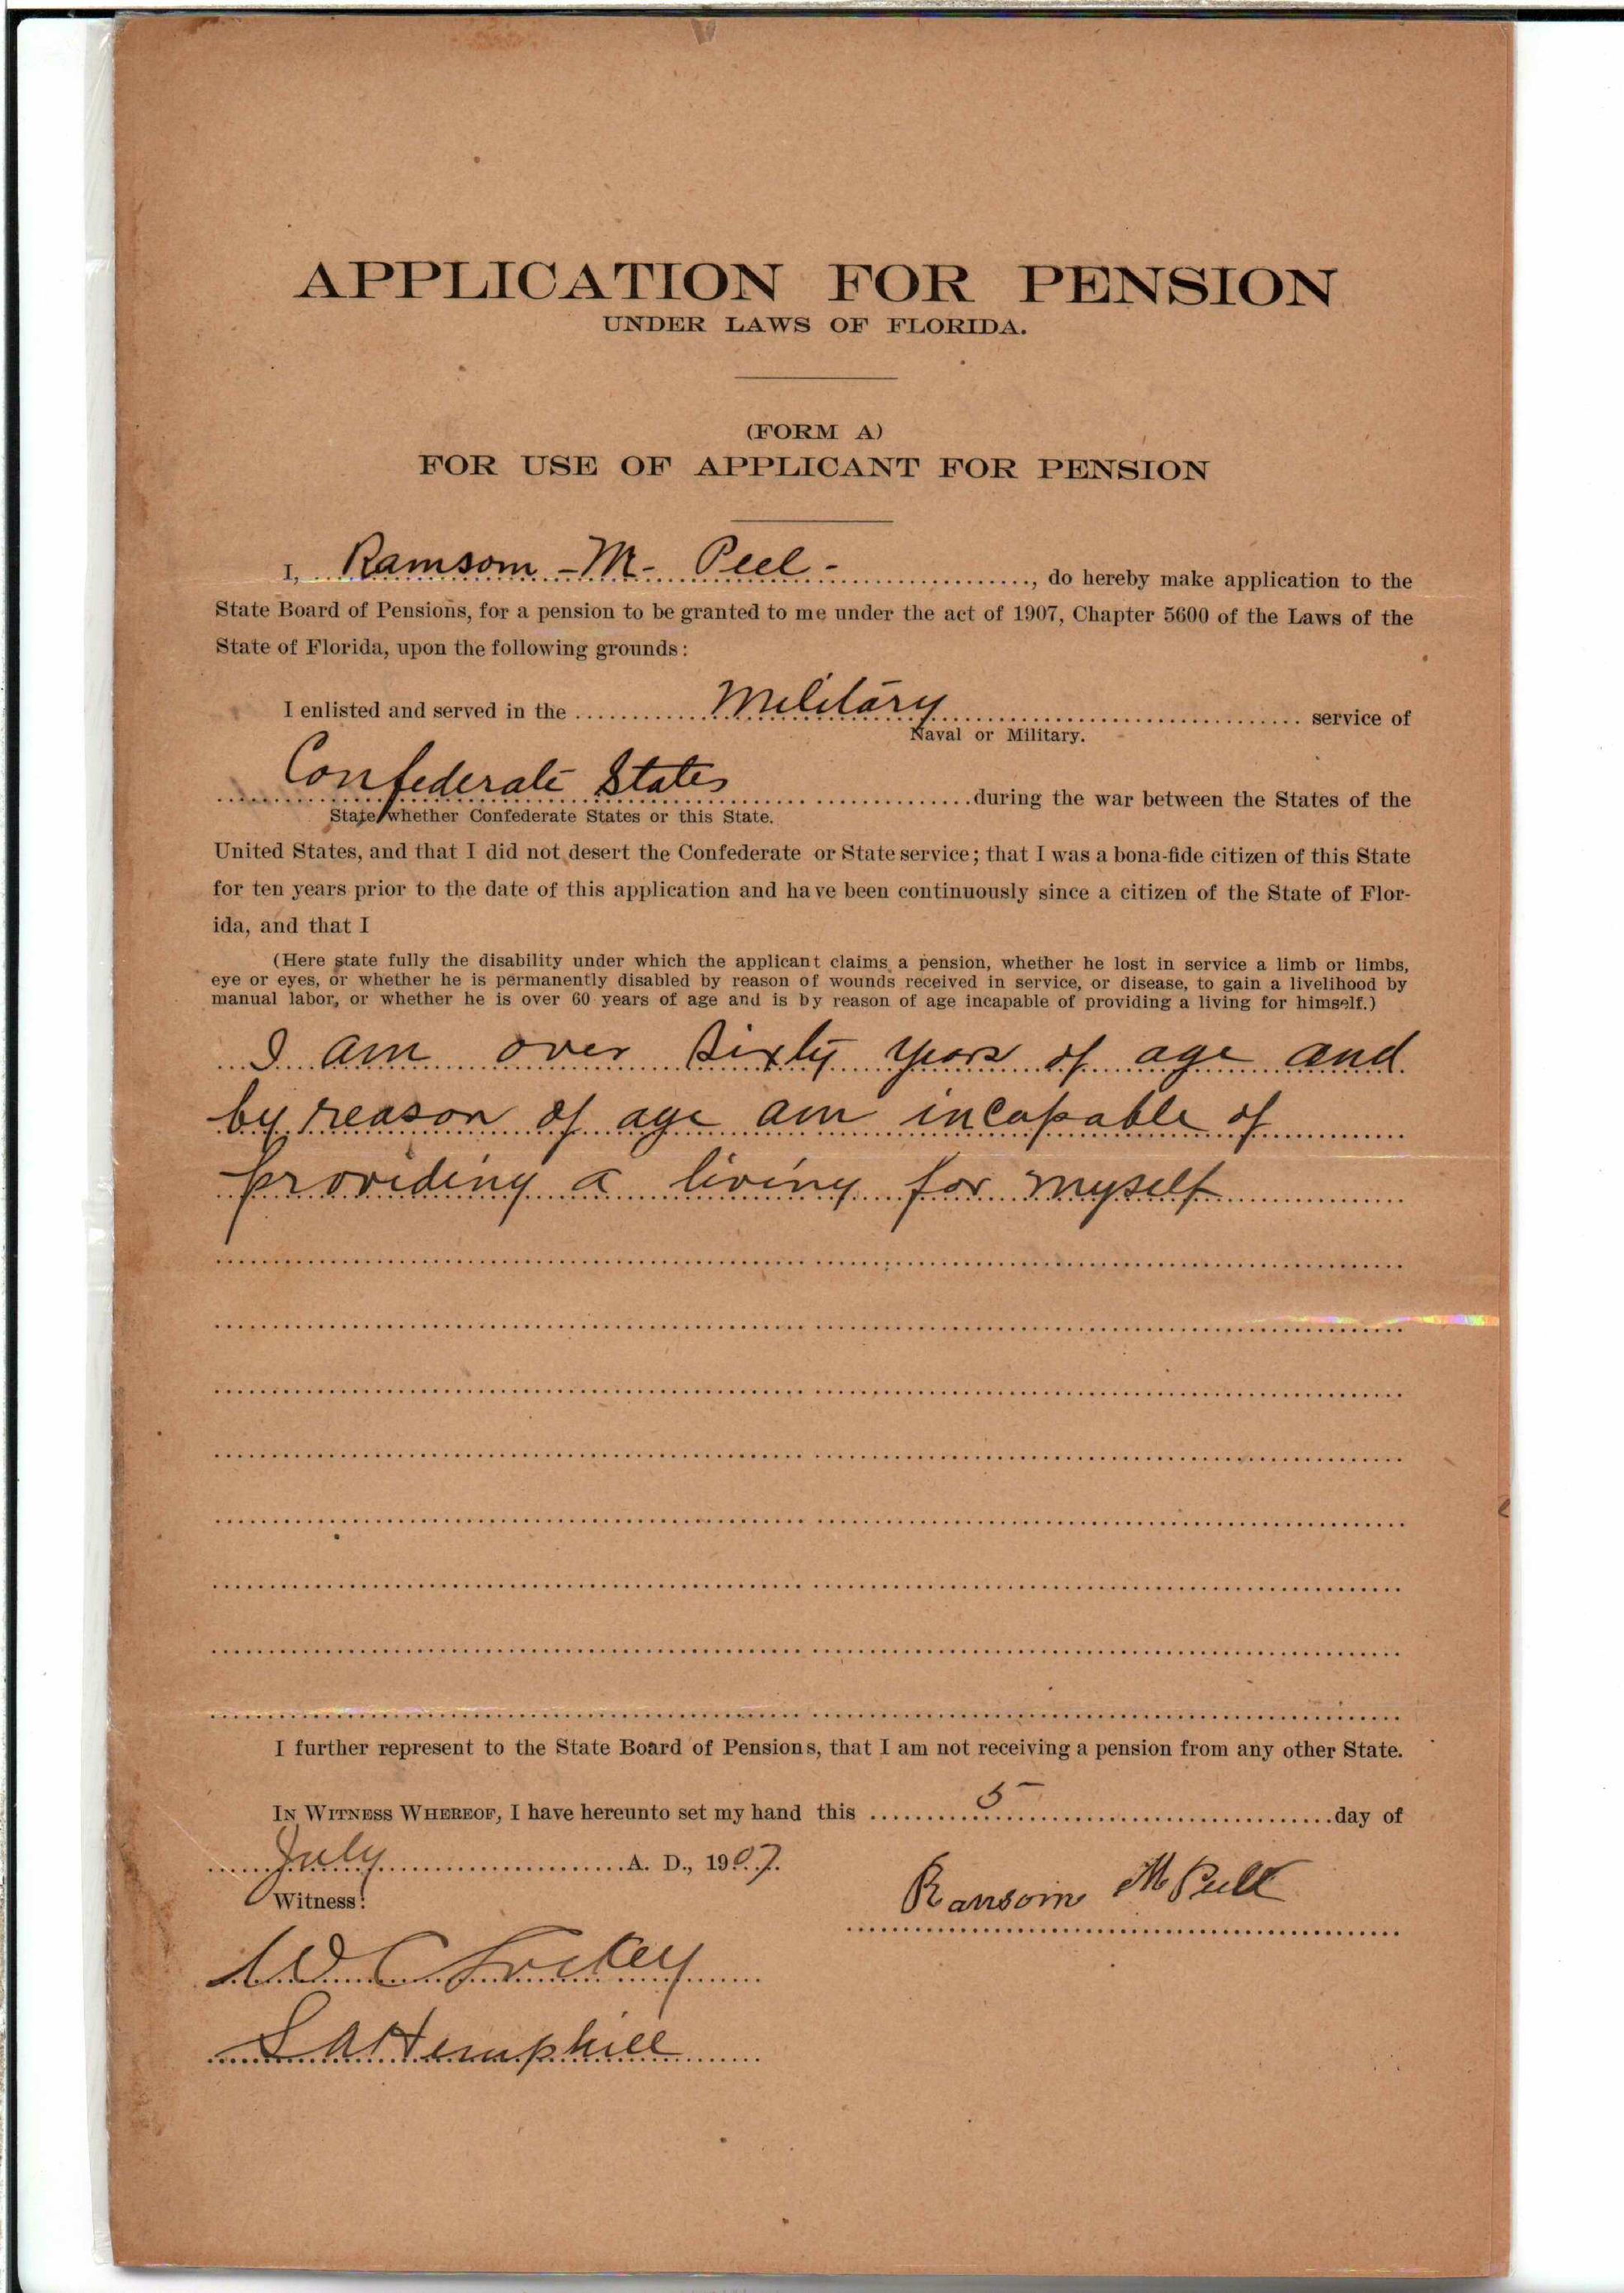 APPLICATION FOR PENSION
UNDER LAWS OF FLORIDA.
(FORM A)
FOR USE OF APPLICANT FOR PENSION
I, Ramsom - M - Peel - , do hereby make application to the
State Board of Pensions, for a pension to be granted to me under the act of 1907, Chapter 5600 of the Laws of the
State of Florida, upon the following grounds:
I enlisted and served in the Military service of
Naval or Military.
Confederate States during the war between the States of the
State whether Confederate States or this State.
United States, and that I did not desert the Confederate or State service; that I was a bona-fide citizen of this State
for ten years prior to the date of this application and have been continuously since a citizen of the State of Flor-
ida, and that I
(Here state fully the disability under which the applicant claims a pension, whether he lost in service a limb or limbs,
eye or eyes, or whether he is permanently disabled by reason of wounds received in service, or disease, to gain a livelihood by
manual labor, or whether he is over 60 years of age and is by reason of age incapable of providing a living for himself.)
I am over sixty years of age and
by reason of age am incapable of
providing a living for myself
I further represent to the State Board of Pensions, that I am not receiving a pension from any other State.
IN WITNESS WHEREOF, I have hereunto set my hand this 5 day of
July A. D., 1907.
Witness:
Ransom M Pell
S A Hemphill